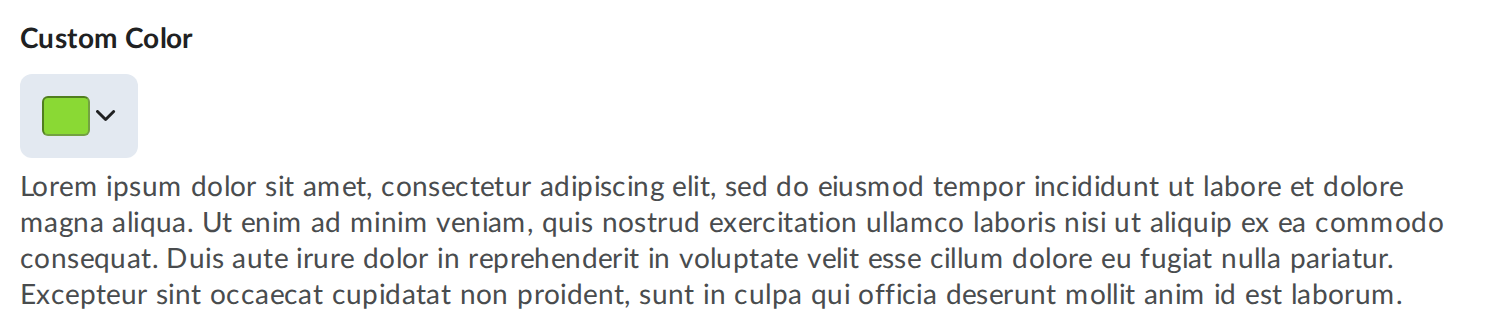 Custom Color
Lorem ipsum dolor sit amet, consectetur adipiscing elit, sed do eiusmod tempor incididunt ut labore et dolore
magna aliqua. Ut enim ad minim veniam, quis nostrud exercitation ullamco laboris nisi ut aliquip ex ea commodo
consequat. Duis aute irure dolor in reprehenderit in voluptate velit esse cillum dolore eu fugiat nulla pariatur.
Excepteur sint occaecat cupidatat non proident, sunt in culpa qui officia deserunt mollit anim id est laborum.